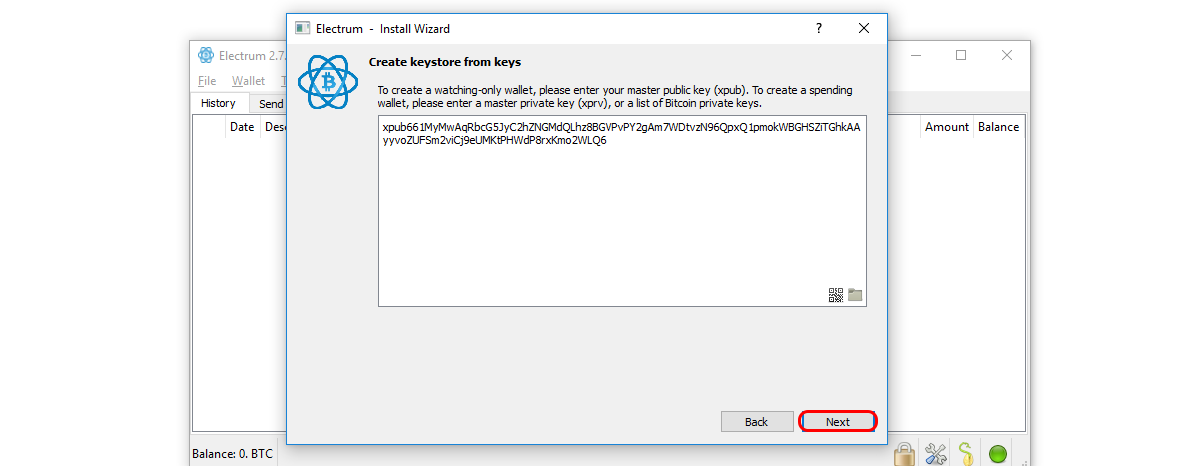 Electrum - Install Wizard
?
Electrum 2.7.
File Wallet
History Send
Date
Amount Balance
Create keystore from keys
To create a watching-only wallet, please enter your master public key (xpub). To create a spending
wallet, please enter a master private key (xprv), or a list of Bitcoin private keys.
xpub661MyMwAqRbcG5JyC2hZNGMdQLhz8BGVPvPY2gAm7WDtvzN96QpxQ1pmokWBGHSZiTGhkAA
yyvoZUFSm2viCj9eUMKtPHWdP8rxKmo2WLQ6
Back Next
Balance: 0. BTC